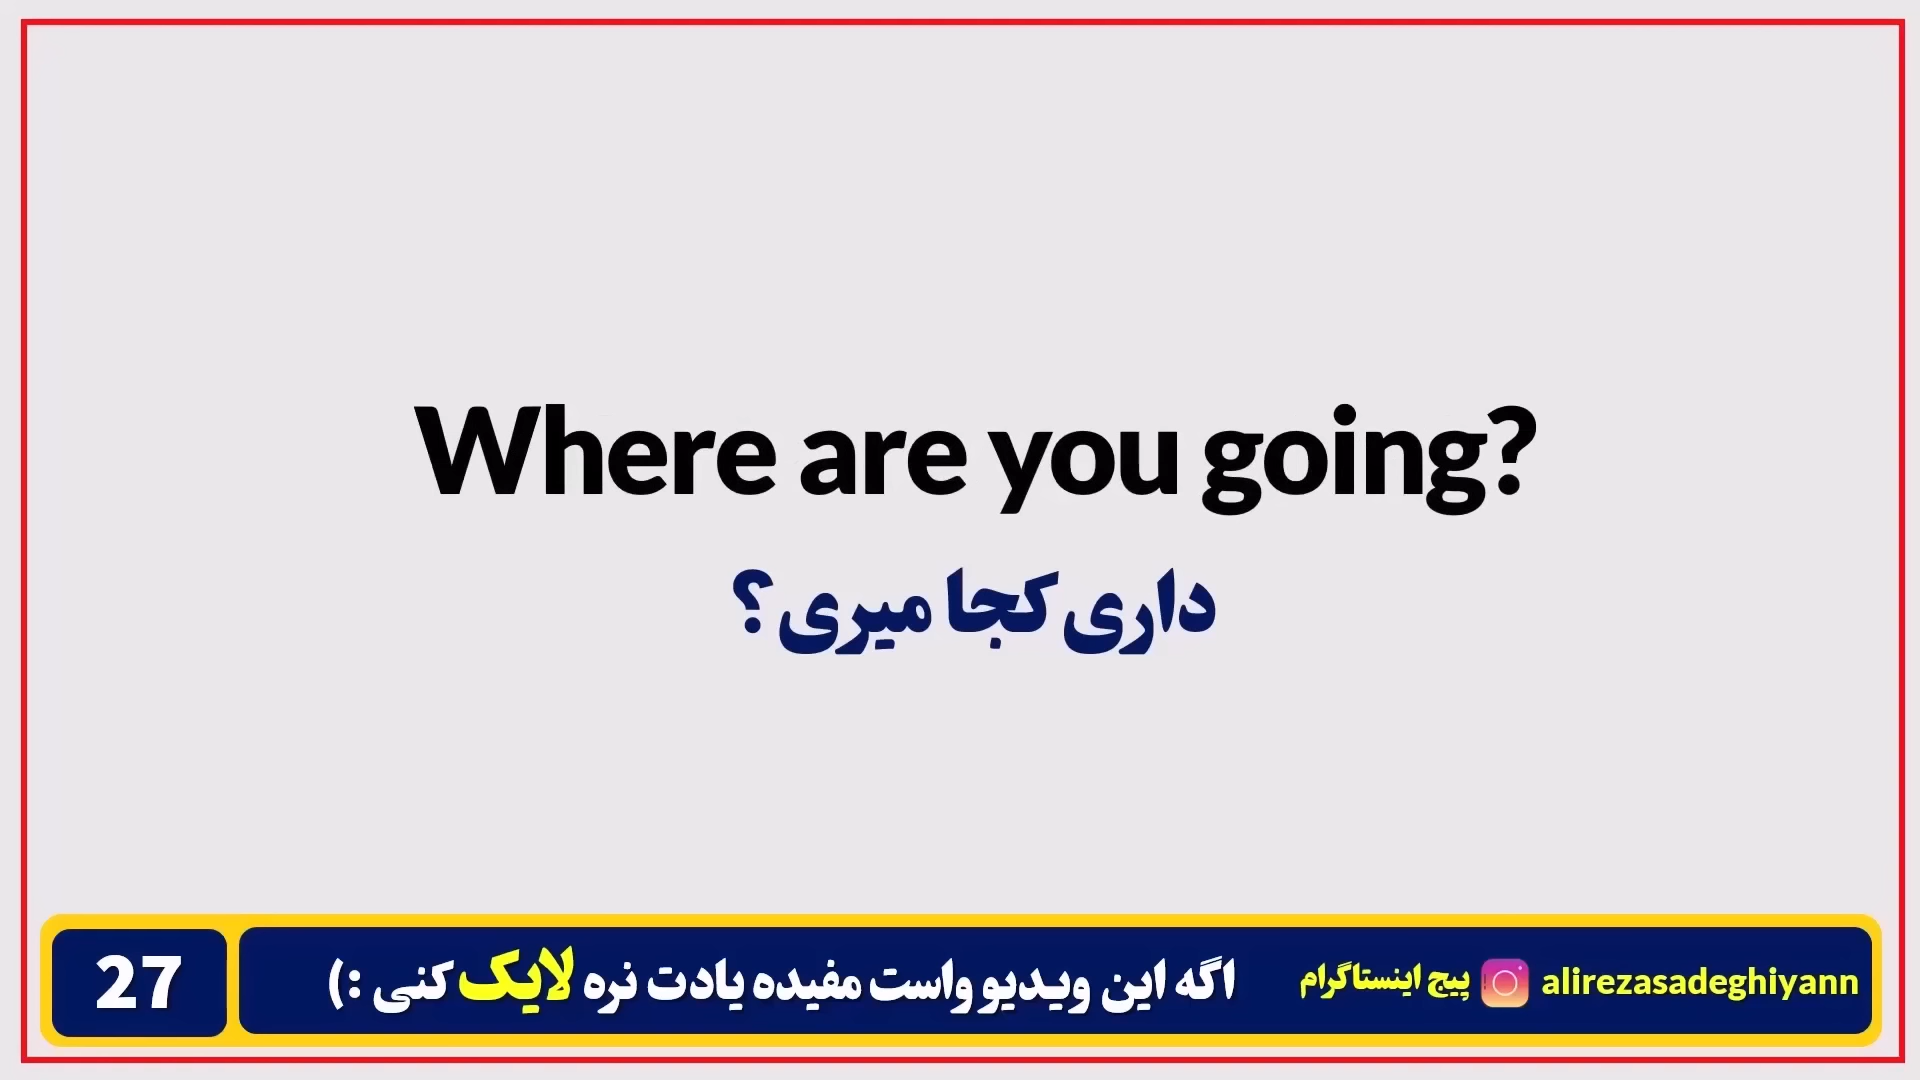 Where are you going?
داری کجا میری؟
27
اگه این ویدیو واست مفیده یادت نره لایک کنی :)
پیج اینستاگرام
alirezasadeghiyann